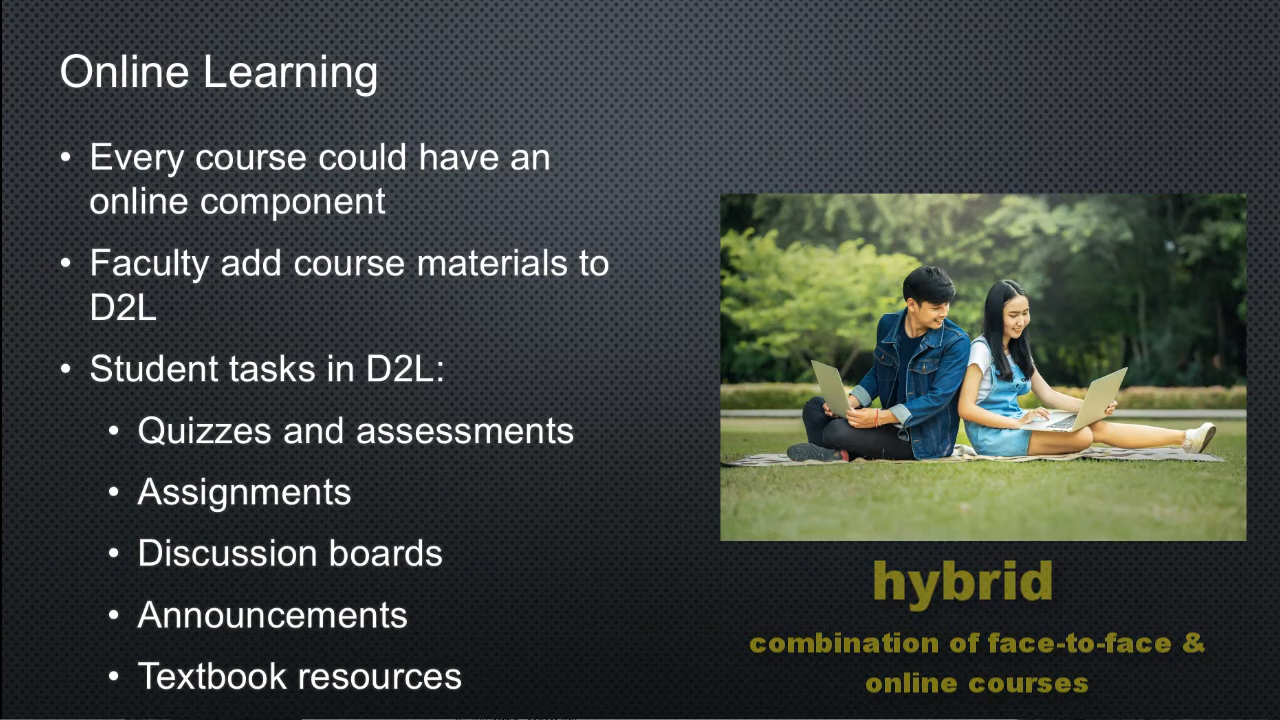 Online Learning
• Every course could have an
online component
• Faculty add course materials to
D2L
• Student tasks in D2L:
• Quizzes and assessments
• Assignments
• Discussion boards
• Announcements
• Textbook resources
hybrid
combination of face-to-face &
online courses